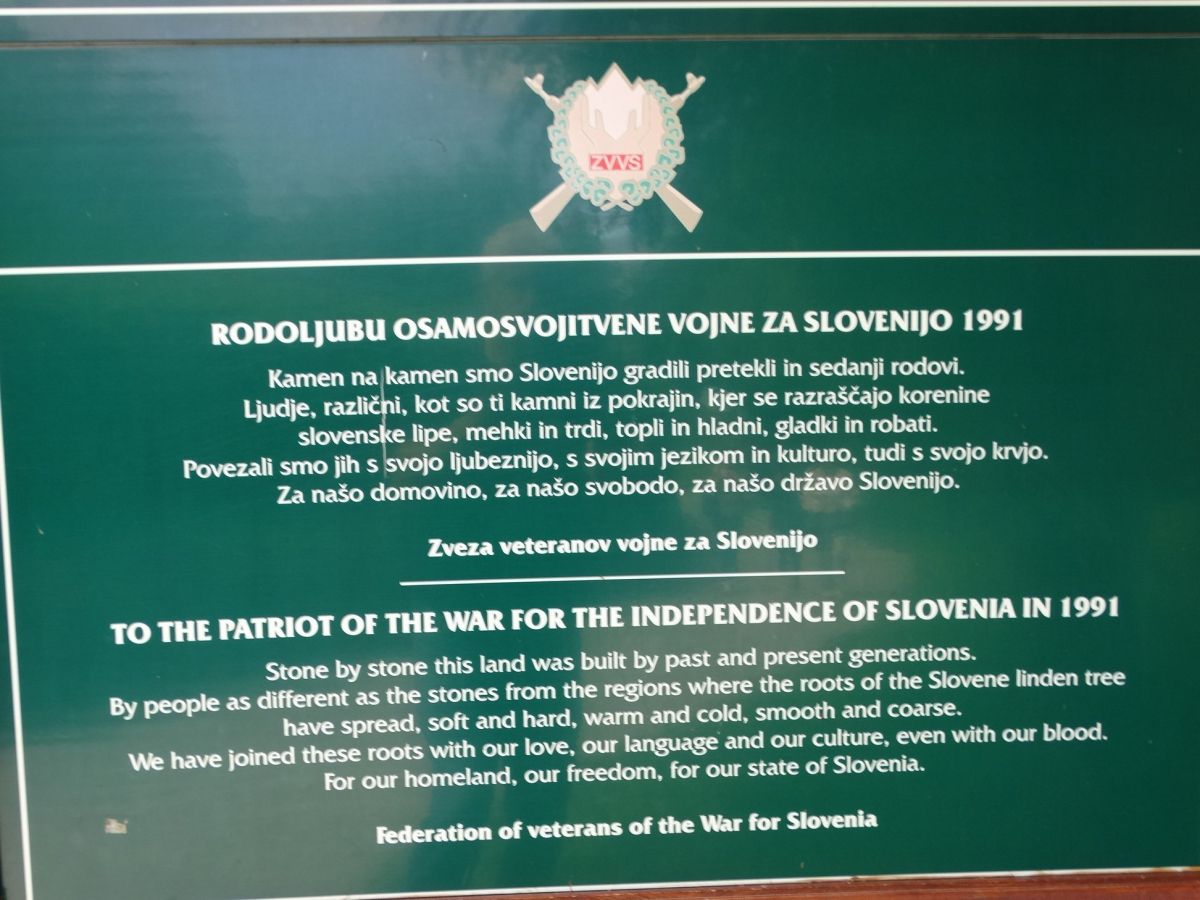 ZVVS
RODOLJUBU OSAMOSVOJITVENE VOJNE ZA SLOVENIJO 1991
Kamen na kamen smo Slovenijo gradili pretekli in sedanji rodovi.
Ljudje, različni, kot so ti kamni iz pokrajin, kjer se razraščajo korenine
slovenske lipe, mehki in trdi, topli in hladni, gladki in robati.
Povezali smo jih s svojo ljubeznijo, s svojim jezikom in kulturo, tudi s svojo krvjo.
Za našo domovino, za našo svobodo, za našo državo Slovenijo.
Zveza veteranov vojne za Slovenijo
TO THE PATRIOT OF THE WAR FOR THE INDEPENDENCE OF SLOVENIA IN 1991
Stone by stone this land was built by past and present generations.
By people as different as the stones from the regions where the roots of the Slovene linden tree
have spread, soft and hard, warm and cold, smooth and coarse.
We have joined these roots with our love, our language and our culture, even with our blood.
For our homeland, our freedom, for our state of Slovenia.
Federation of veterans of the War for Slovenia